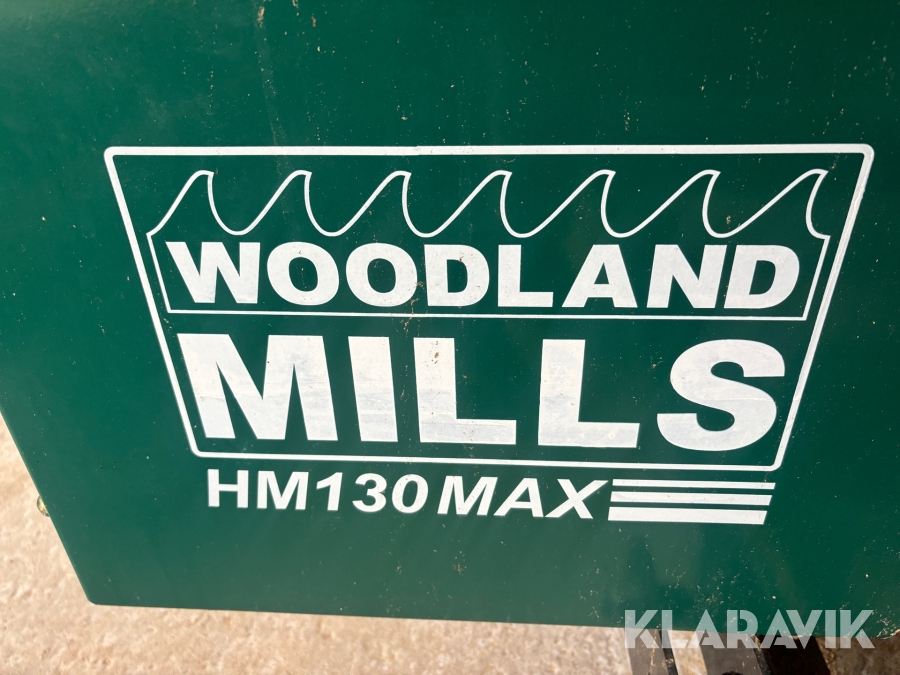 WOODLAND
MILLS
HM130MAX
KLARAVIK